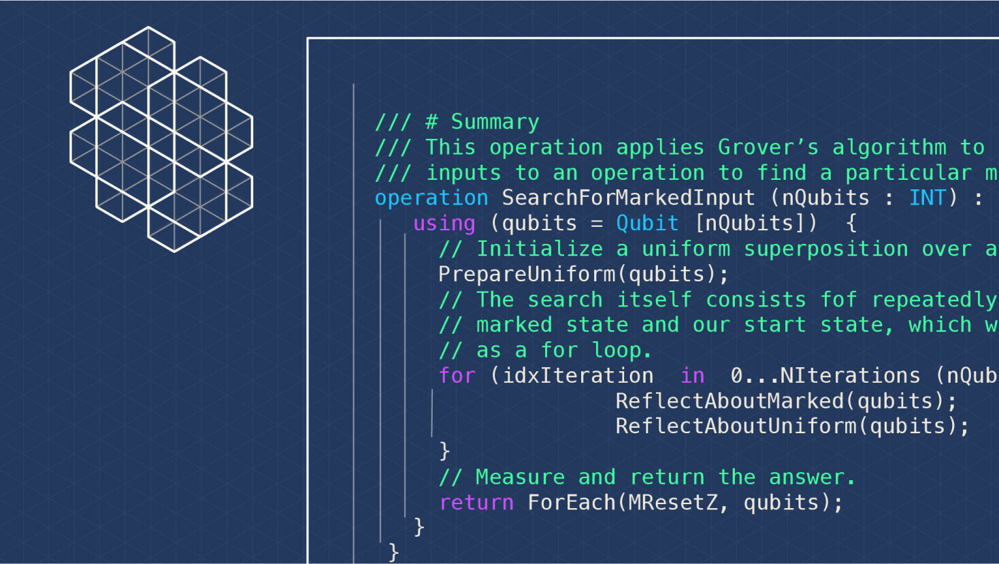 /// # Summary
/// This operation applies Grover’s algorithm to
/// inputs to an operation to find a particular
operation SearchForMarkedInput (nQubits : INT) :
using (qubits = Qubit [nQubits]) {
// Initialize a uniform superposition over a
PrepareUniform(qubits);
// The search itself consists fof repeatedly
// marked state and our start state, which
// as a for loop.
for (idxIteration in 0...NIterations (nQub
ReflectAboutMarked(qubits);
ReflectAboutUniform(qubits);
}
// Measure and return the answer.
return ForEach(MResetZ, qubits);
}
}